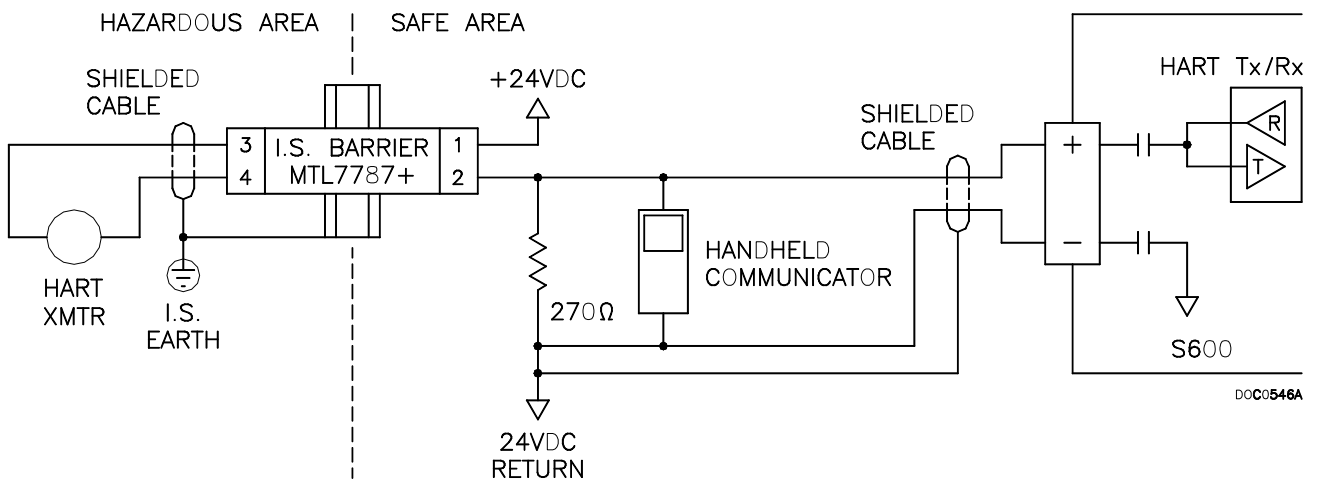 HAZARDOUS AREA
SAFE AREA
SHIELDED
CABLE
+24VDC
HART Tx/Rx
SHIELDED
CABLE
3
I.S. BARRIER
1
4
MTL7787+
2
+
R
T
–
HANDHELD
COMMUNICATOR
HART
XMTR
I.S.
EARTH
270Ω
S600
DOC0546A
24VDC
RETURN